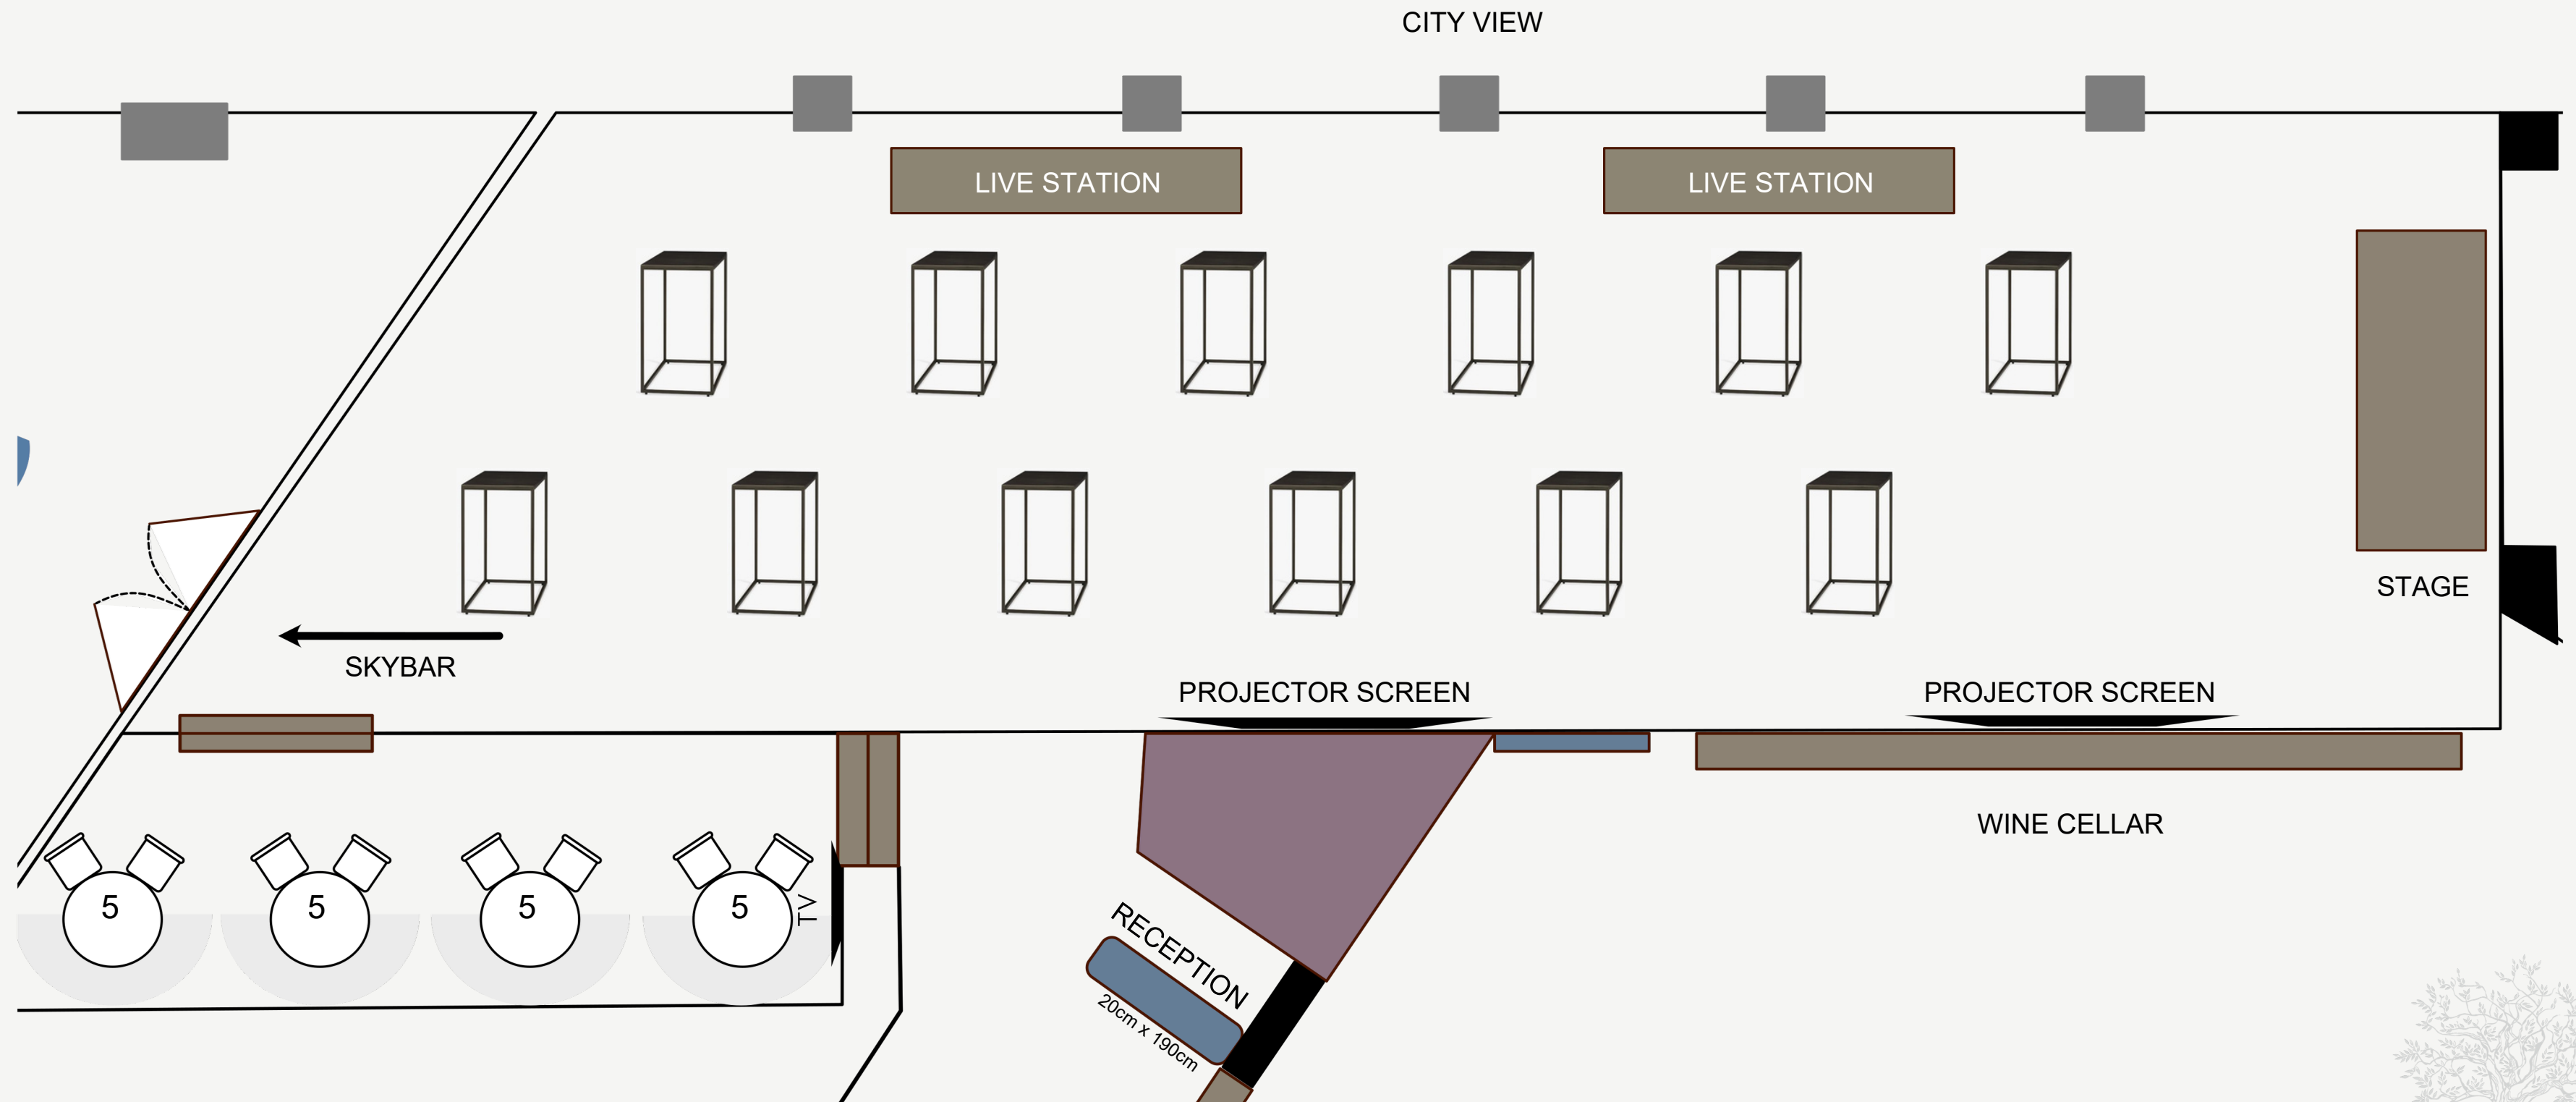 CITY VIEW
LIVE STATION
LIVE STATION
STAGE
SKYBAR
PROJECTOR SCREEN
PROJECTOR SCREEN
WINE CELLAR
5
5
5
5
TV
RECEPTION
20cm x 190cm